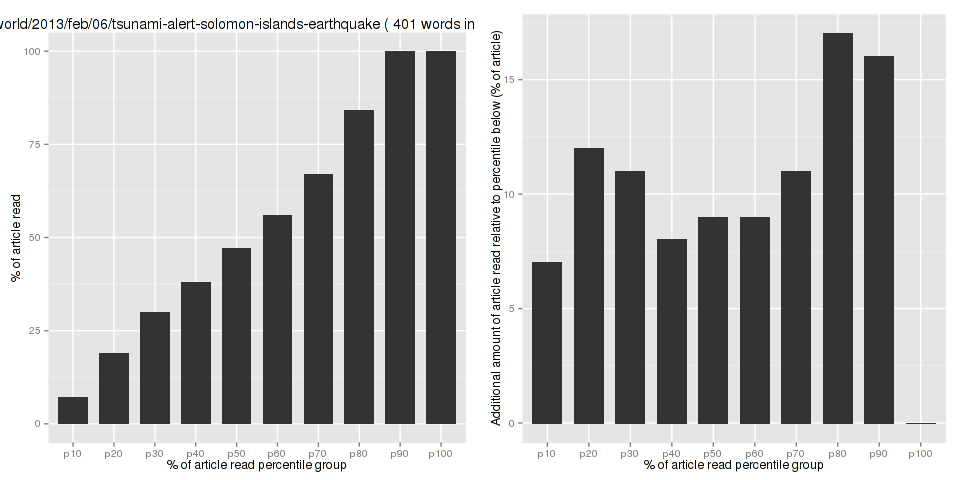 world/2013/feb/06/tsunami-alert-solomon-islands-earthquake ( 401 words in
% of article read
100
75
50
25
0
p10 p20 p30 p40 p50 p60 p70 p80 p90 p100
% of article read percentile group
Additional amount of article read relative to percentile below (% of article)
15
10
5
0
p10 p20 p30 p40 p50 p60 p70 p80 p90 p100
% of article read percentile group